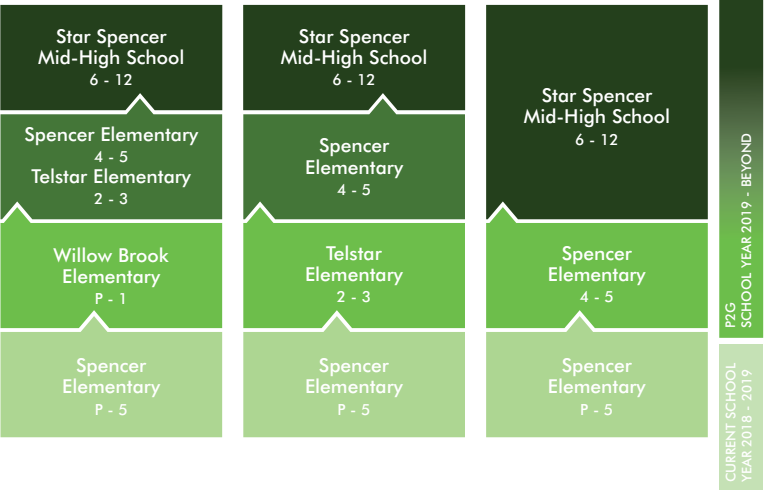 Star Spencer
Mid-High School
6 - 12
Spencer Elementary
4 - 5
Telstar Elementary
2 - 3
Willow Brook
Elementary
P - 1
Spencer
Elementary
P - 5
Star Spencer
Mid-High School
6 - 12
Spencer
Elementary
4 - 5
Telstar
Elementary
2 - 3
Spencer
Elementary
P - 5
Star Spencer
Mid-High School
6 - 12
Spencer
Elementary
4 - 5
Spencer
Elementary
P - 5
P2G
SCHOOL YEAR 2019 - BEYOND
CURRENT SCHOOL
YEAR 2018 - 2019